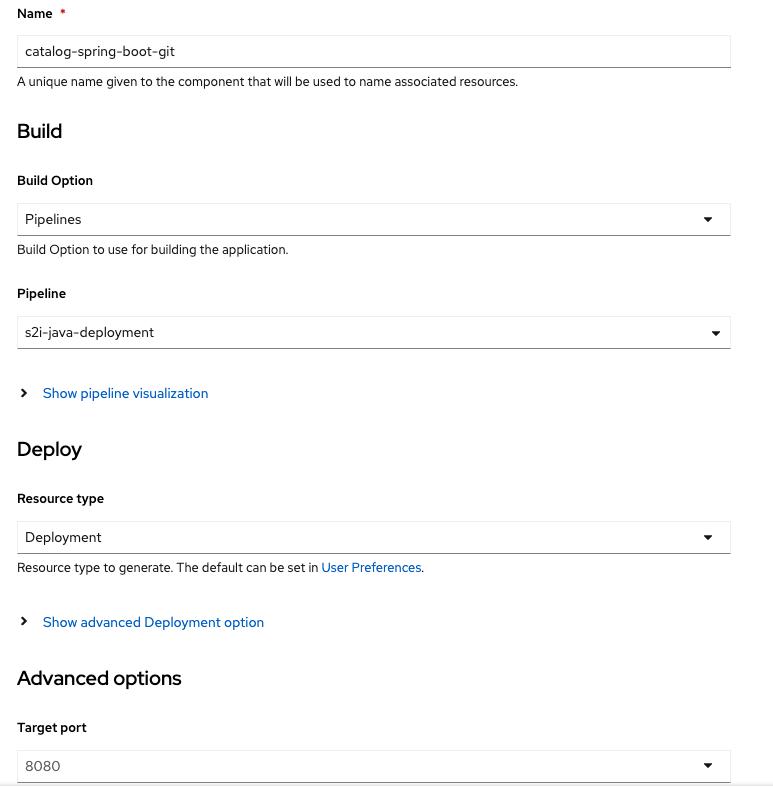 Name *
catalog-spring-boot-git
A unique name given to the component that will be used to name associated resources.
Build
Build Option
Pipelines
Build Option to use for building the application.
Pipeline
s2i-java-deployment
Show pipeline visualization
Deploy
Resource type
Deployment
Resource type to generate. The default can be set in User Preferences.
Show advanced Deployment option
Advanced options
Target port
8080